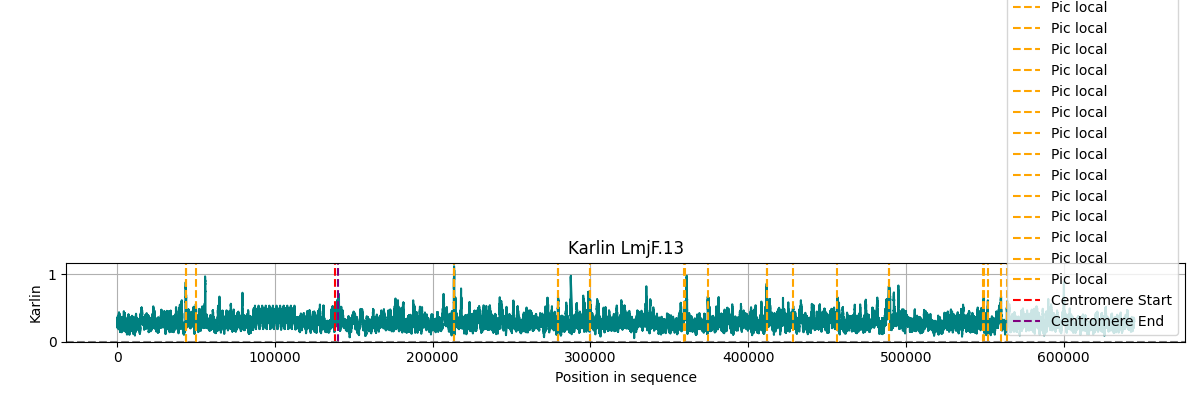 Pic local
Pic local
Pic local
Pic local
Pic local
Pic local
Pic local
Pic local
Pic local
Pic local
Pic local
Pic local
Pic local
Pic local
Centromere Start
Centromere End
Karlin LmjF.13
Karlin
1
0
0 100000 200000 300000 400000 500000 600000
Position in sequence